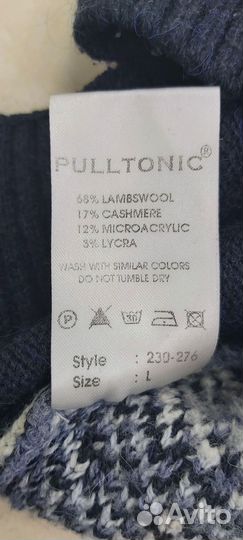 PULLTONIC®
68% LAMBSWOOL
17% CASHMERE
12% MICROACRYLIC
3% LYCRA
WASH WITH SIMILAR COLORS
DO NOT TUMBLE DRY
P 30
Style : 230-276
Size : L
Avito